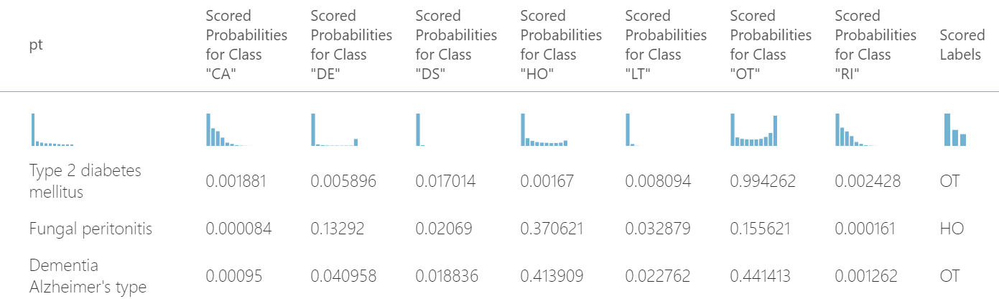 pt
Scored
Probabilities
for Class
"CA"
Scored
Probabilities
for Class
"DE"
Scored
Probabilities
for Class
"DS"
Scored
Probabilities
for Class
"HO"
Scored
Probabilities
for Class
"LT"
Scored
Probabilities
for Class
"OT"
Scored
Probabilities
for Class
"RI"
Scored
Labels
Type 2 diabetes
mellitus
0.001881 0.005896 0.017014 0.00167 0.008094 0.994262 0.002428 OT
Fungal peritonitis 0.000084 0.13292 0.02069 0.370621 0.032879 0.155621 0.000161 HO
Dementia
Alzheimer's type
0.00095 0.040958 0.018836 0.413909 0.022762 0.441413 0.001262 OT